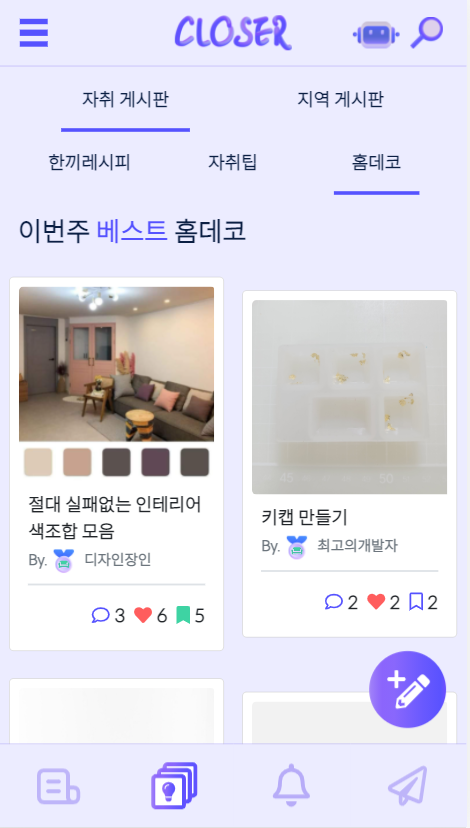 CLOSER
자취 게시판 지역 게시판
한끼레시피 자취팁 홈데코
이번주 베스트 홈데코
절대 실패없는 인테리어
색조합 모음
By. 디자인장인
3 6 5
45 50
키캡 만들기
By. 최고의개발자
2 2 2